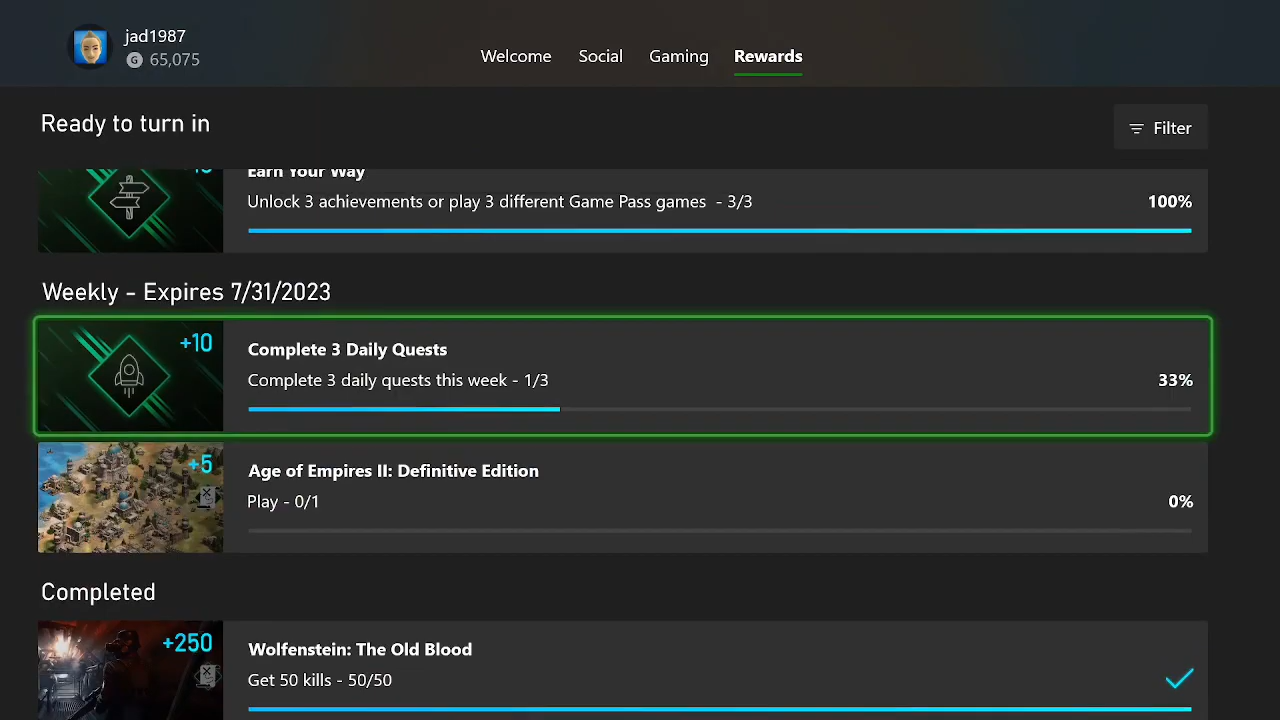 jad1987
G 65,075
Welcome Social Gaming Rewards
Ready to turn in
Filter
Earn Your Way
Unlock 3 achievements or play 3 different Game Pass games - 3/3
100%
Weekly - Expires 7/31/2023
+10
Complete 3 Daily Quests
Complete 3 daily quests this week - 1/3
33%
+5
Age of Empires II: Definitive Edition
Play - 0/1
0%
Completed
+250
Wolfenstein: The Old Blood
Get 50 kills - 50/50